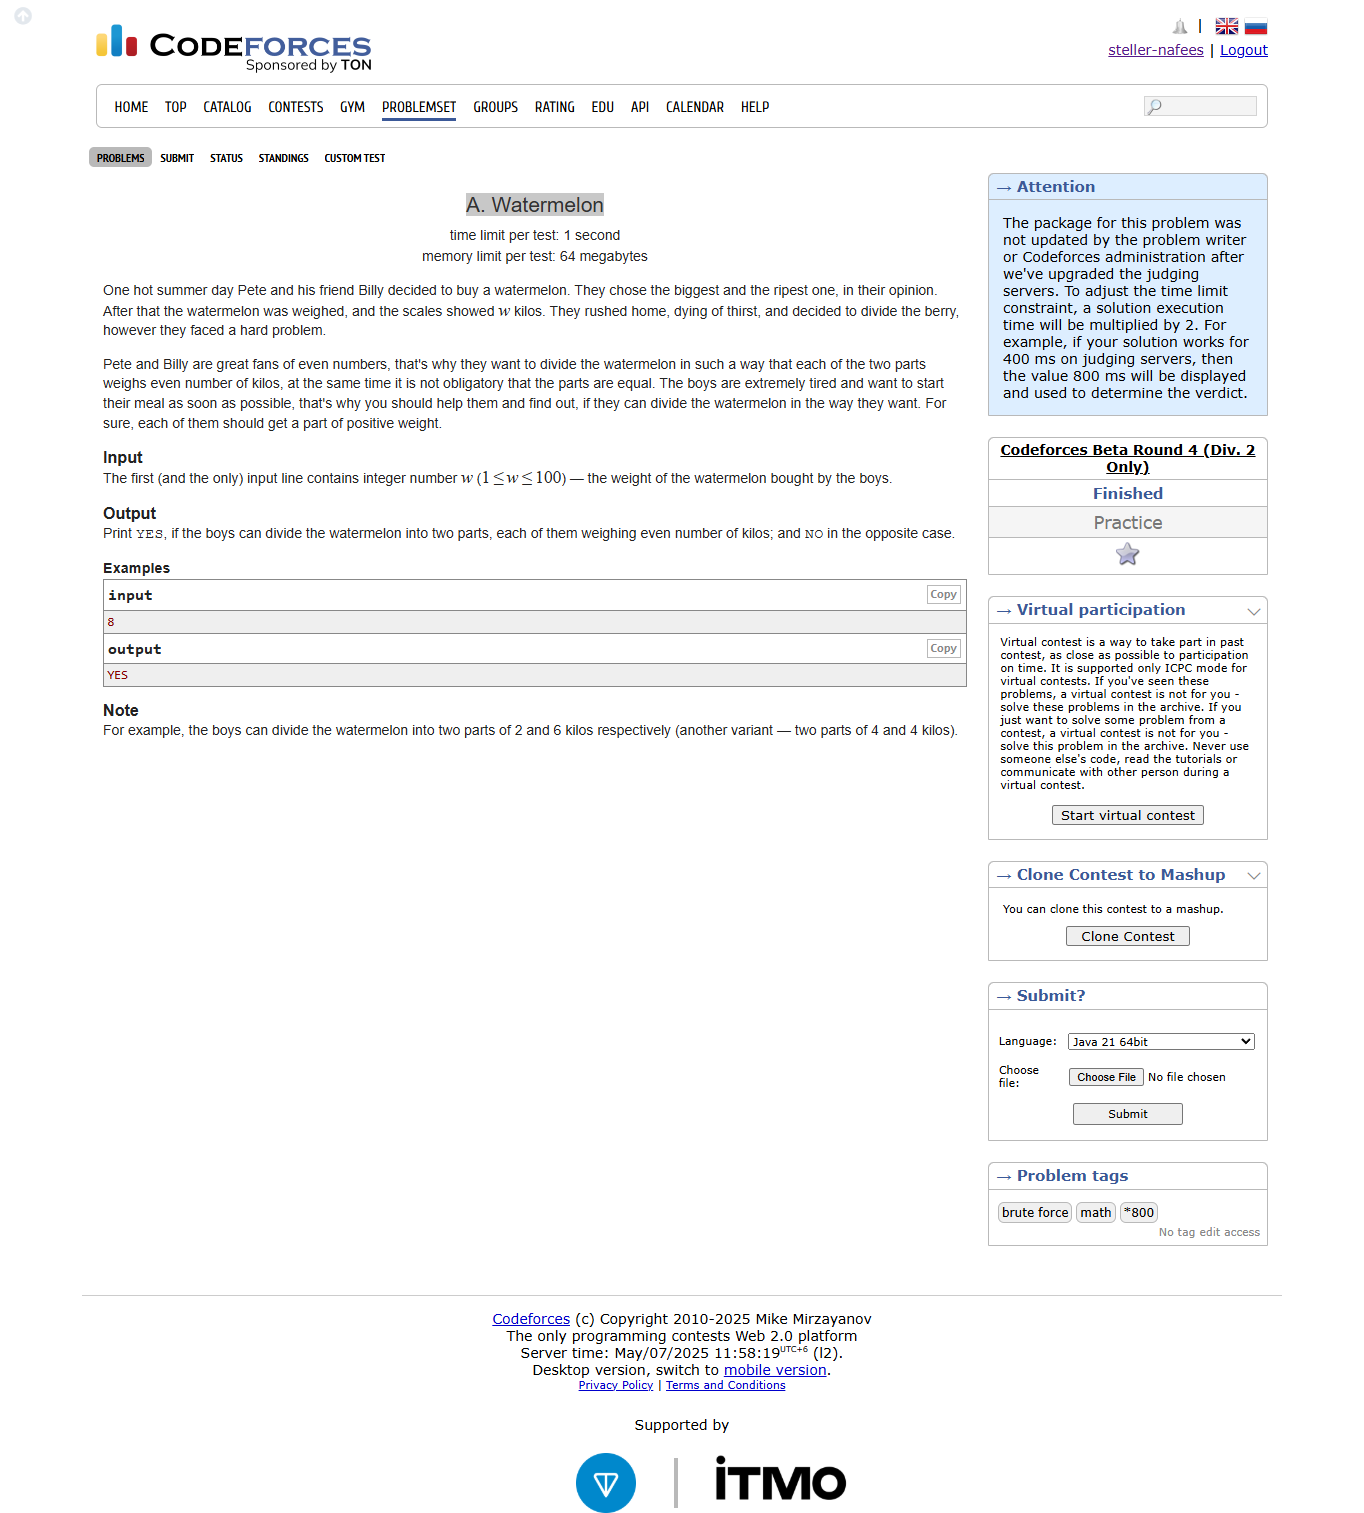 CODEFORCES
Sponsored by TON
|
steller-nafees | Logout
HOME TOP CATALOG CONTESTS GYM PROBLEMSET GROUPS RATING EDU API CALENDAR HELP
PROBLEMS SUBMIT STATUS STANDINGS CUSTOM TEST
A. Watermelon
time limit per test: 1 second
memory limit per test: 64 megabytes
One hot summer day Pete and his friend Billy decided to buy a watermelon. They chose the biggest and the ripest one, in their opinion.
After that the watermelon was weighed, and the scales showed w kilos. They rushed home, dying of thirst, and decided to divide the berry,
however they faced a hard problem.
Pete and Billy are great fans of even numbers, that's why they want to divide the watermelon in such a way that each of the two parts
weighs even number of kilos, at the same time it is not obligatory that the parts are equal. The boys are extremely tired and want to start
their meal as soon as possible, that's why you should help them and find out, if they can divide the watermelon in the way they want. For
sure, each of them should get a part of positive weight.
Input
The first (and the only) input line contains integer number w (1 ≤ w ≤ 100) — the weight of the watermelon bought by the boys.
Output
Print YES, if the boys can divide the watermelon into two parts, each of them weighing even number of kilos; and NO in the opposite case.
Examples
input
Copy
8
output
Copy
YES
Note
For example, the boys can divide the watermelon into two parts of 2 and 6 kilos respectively (another variant — two parts of 4 and 4 kilos).
→ Attention
The package for this problem was
not updated by the problem writer
or Codeforces administration after
we've upgraded the judging
servers. To adjust the time limit
constraint, a solution execution
time will be multiplied by 2. For
example, if your solution works for
400 ms on judging servers, then
the value 800 ms will be displayed
and used to determine the verdict.
Codeforces Beta Round 4 (Div. 2
Only)
Finished
Practice
→ Virtual participation
Virtual contest is a way to take part in past
contest, as close as possible to participation
on time. It is supported only ICPC mode for
virtual contests. If you've seen these
problems, a virtual contest is not for you -
solve these problems in the archive. If you
just want to solve some problem from a
contest, a virtual contest is not for you -
solve this problem in the archive. Never use
someone else's code, read the tutorials or
communicate with other person during a
virtual contest.
Start virtual contest
→ Clone Contest to Mashup
You can clone this contest to a mashup.
Clone Contest
→ Submit?
Language: Java 21 64bit
Choose
file:
Choose File No file chosen
Submit
→ Problem tags
brute force math *800
No tag edit access
Codeforces (c) Copyright 2010-2025 Mike Mirzayanov
The only programming contests Web 2.0 platform
Server time: May/07/2025 11:58:19UTC+6 (l2).
Desktop version, switch to mobile version.
Privacy Policy | Terms and Conditions
Supported by
iTMO